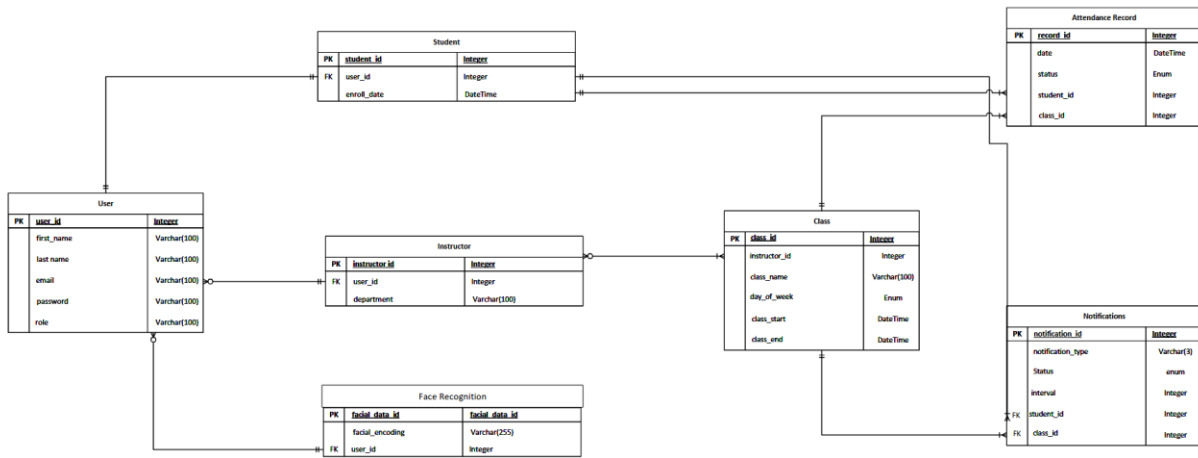 Student
PK student_id Integer
FK user_id Integer
enroll_date DateTime
Attendance Record
PK record_id Integer
date DateTime
status Enum
student_id Integer
class_id Integer
User
PK user_id Integer
first_name Varchar(100)
last name Varchar(100)
email Varchar(100)
password Varchar(100)
role Varchar(100)
Instructor
PK instructor id Integer
FK user_id Integer
department Varchar(100)
Class
PK class_id Integer
instructor_id Integer
class_name Varchar(100)
day_of_week Enum
class_start DateTime
class_end DateTime
Notifications
PK notification_id Integer
notification_type Varchar(3)
Status enum
interval Integer
FK student_id Integer
FK class_id Integer
Face Recognition
PK facial_data_id facial_data_id
facial_encoding Varchar(255)
FK user_id Integer